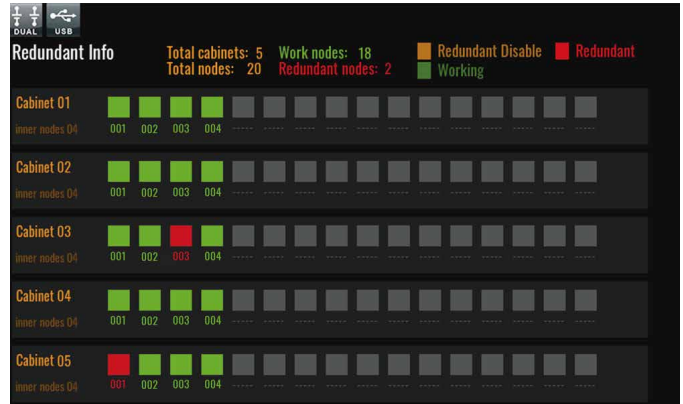 DUAL USB
Redundant Info
Total cabinets: 5 Work nodes: 18 Redundant Disable Redundant
Total nodes: 20 Redundant nodes: 2 Working
Cabinet 01
inner nodes 04 001 002 003 004 ----- ----- ----- ----- ----- ----- ----- ----- ----- ----- ----- -----
Cabinet 02
inner nodes 04 001 002 003 004 ----- ----- ----- ----- ----- ----- ----- ----- ----- ----- ----- -----
Cabinet 03
inner nodes 04 001 002 003 004 ----- ----- ----- ----- ----- ----- ----- ----- ----- ----- ----- -----
Cabinet 04
inner nodes 04 001 002 003 004 ----- ----- ----- ----- ----- ----- ----- ----- ----- ----- ----- -----
Cabinet 05
inner nodes 04 001 002 003 004 ----- ----- ----- ----- ----- ----- ----- ----- ----- ----- ----- -----